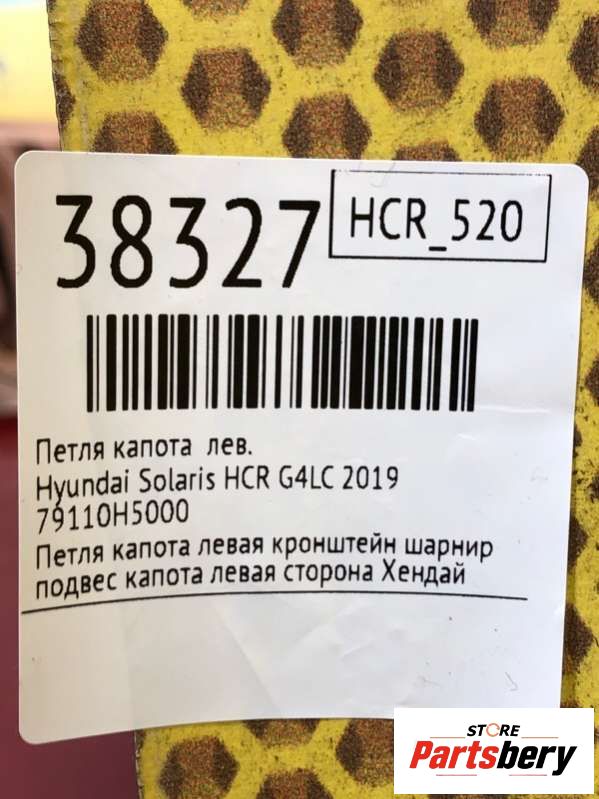 38327
HCR_520
Петля капота лев.
Hyundai Solaris HCR G4LC 2019
79110H5000
Петля капота левая кронштейн шарнир
подвес капота левая сторона Хендай
STORE
Partsbery